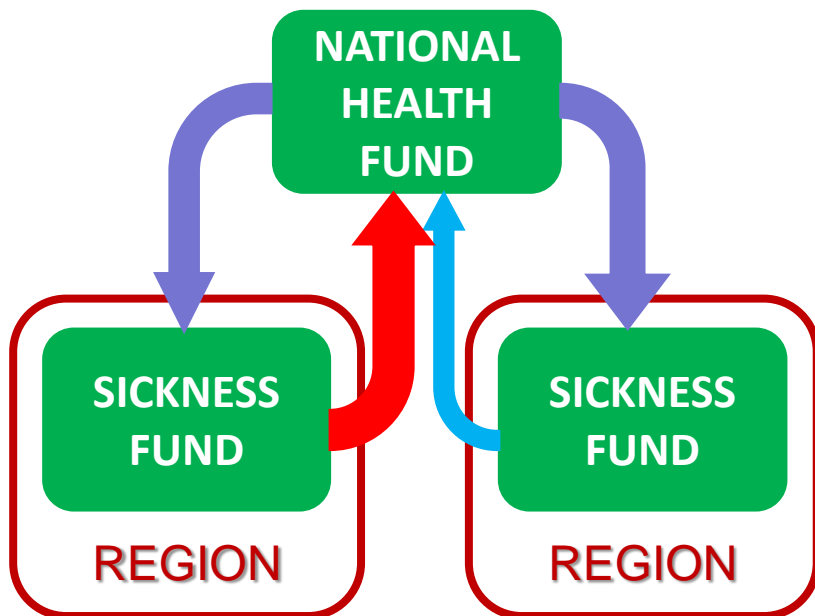 NATIONAL
HEALTH
FUND
SICKNESS
FUND
REGION
SICKNESS
FUND
REGION